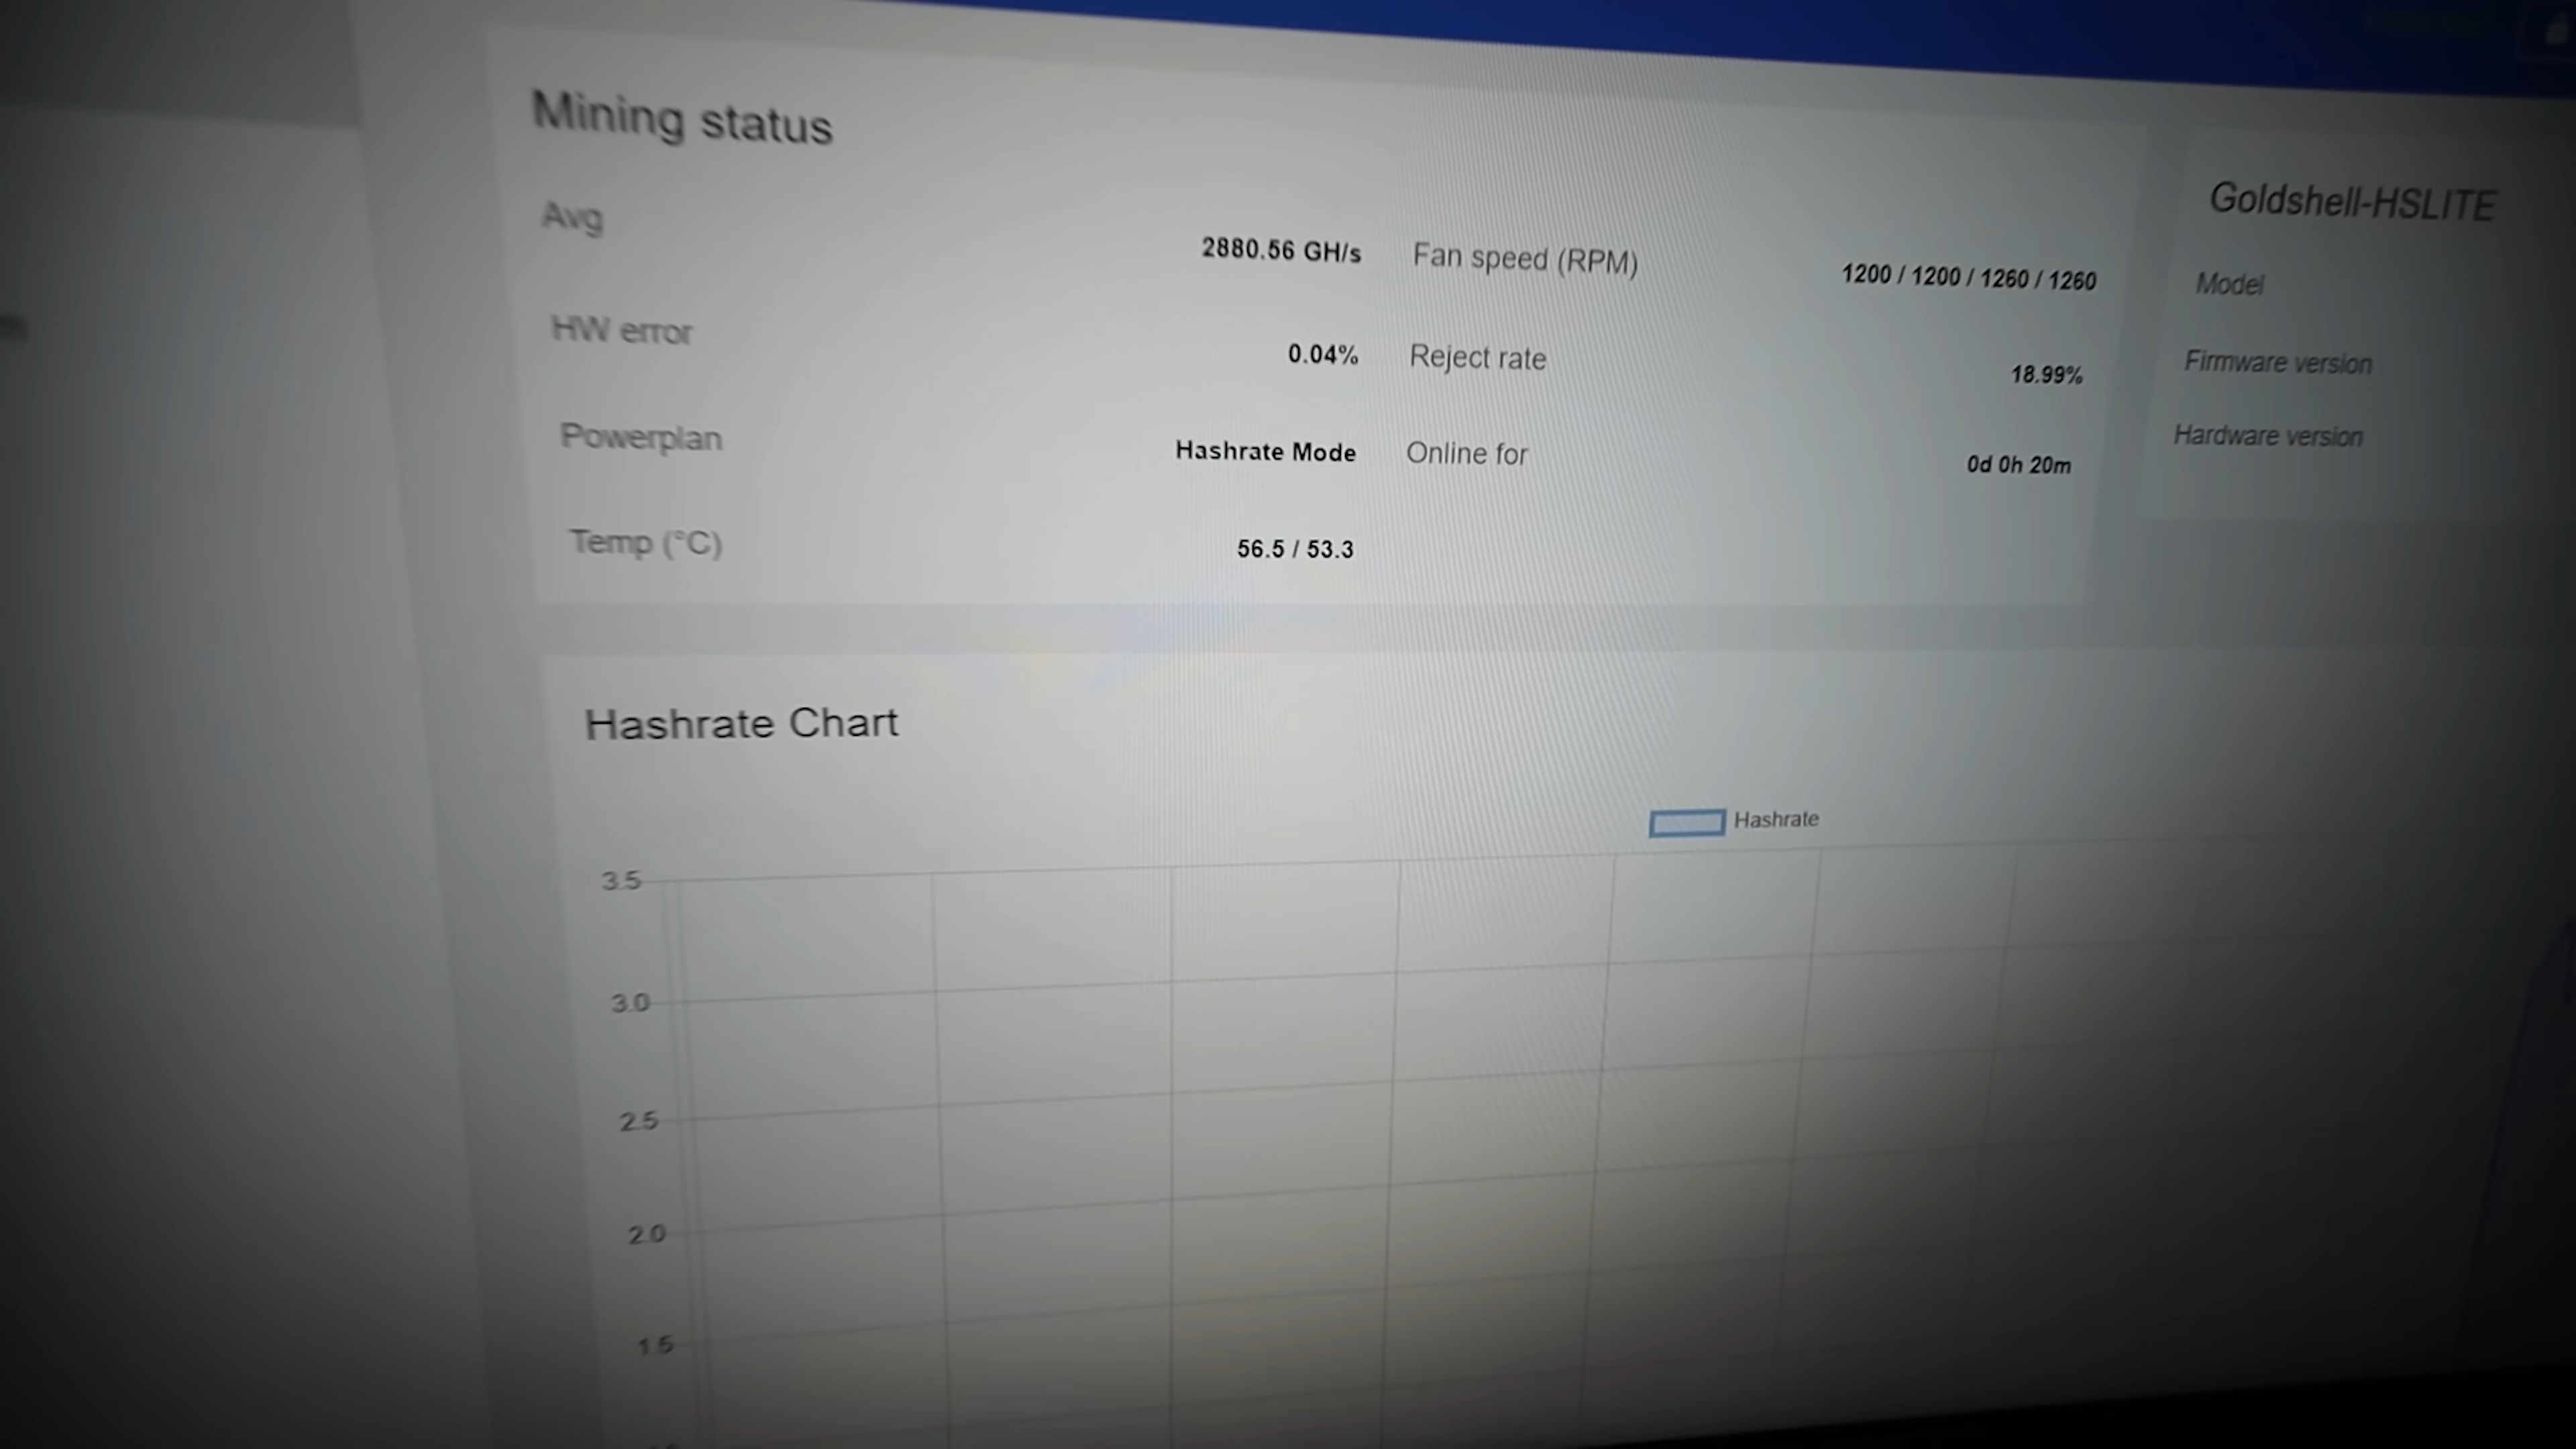 Mining status
Avg 2880.56 GH/s Fan speed (RPM) 1200 / 1200 / 1260 / 1260
HW error 0.04% Reject rate 18.99%
Powerplan Hashrate Mode Online for 0d 0h 20m
Temp (°C) 56.5 / 53.3
Goldshell-HSLITE
Model
Firmware version
Hardware version
Hashrate Chart
Hashrate
3.5
3.0
2.5
2.0
1.5